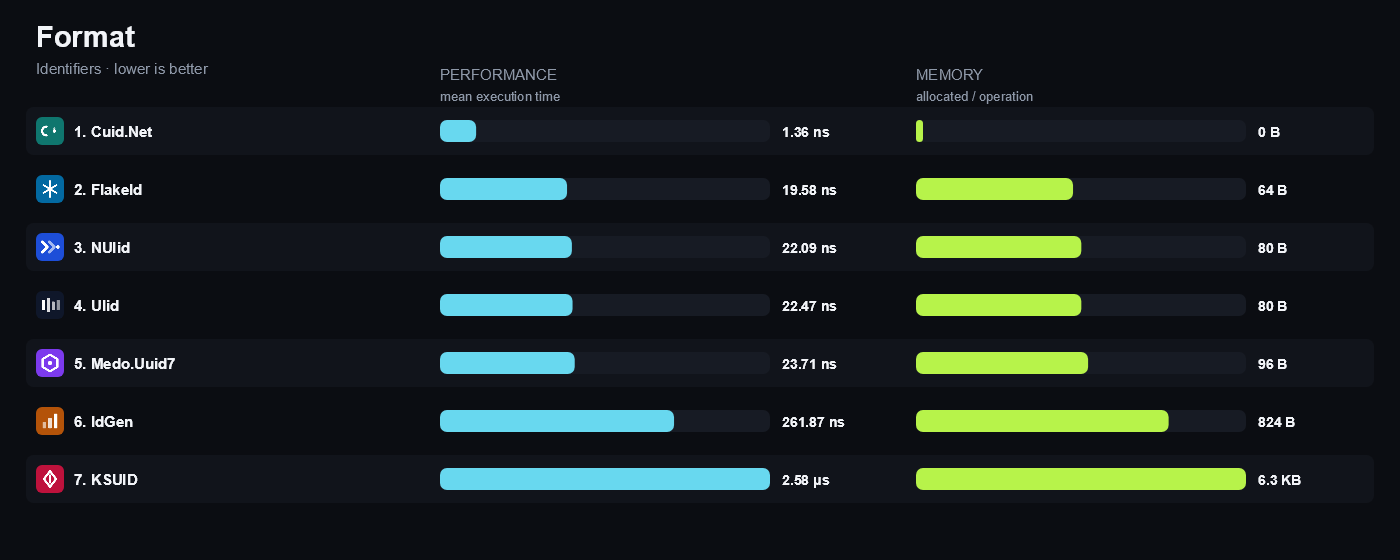 Format
Identifiers · lower is better
PERFORMANCE
mean execution time
MEMORY
allocated / operation
1. Cuid.Net 1.36 ns 0 B
2. FlakeId 19.58 ns 64 B
3. NUlid 22.09 ns 80 B
4. Ulid 22.47 ns 80 B
5. Medo.Uuid7 23.71 ns 96 B
6. IdGen 261.87 ns 824 B
7. KSUID 2.58 µs 6.3 KB